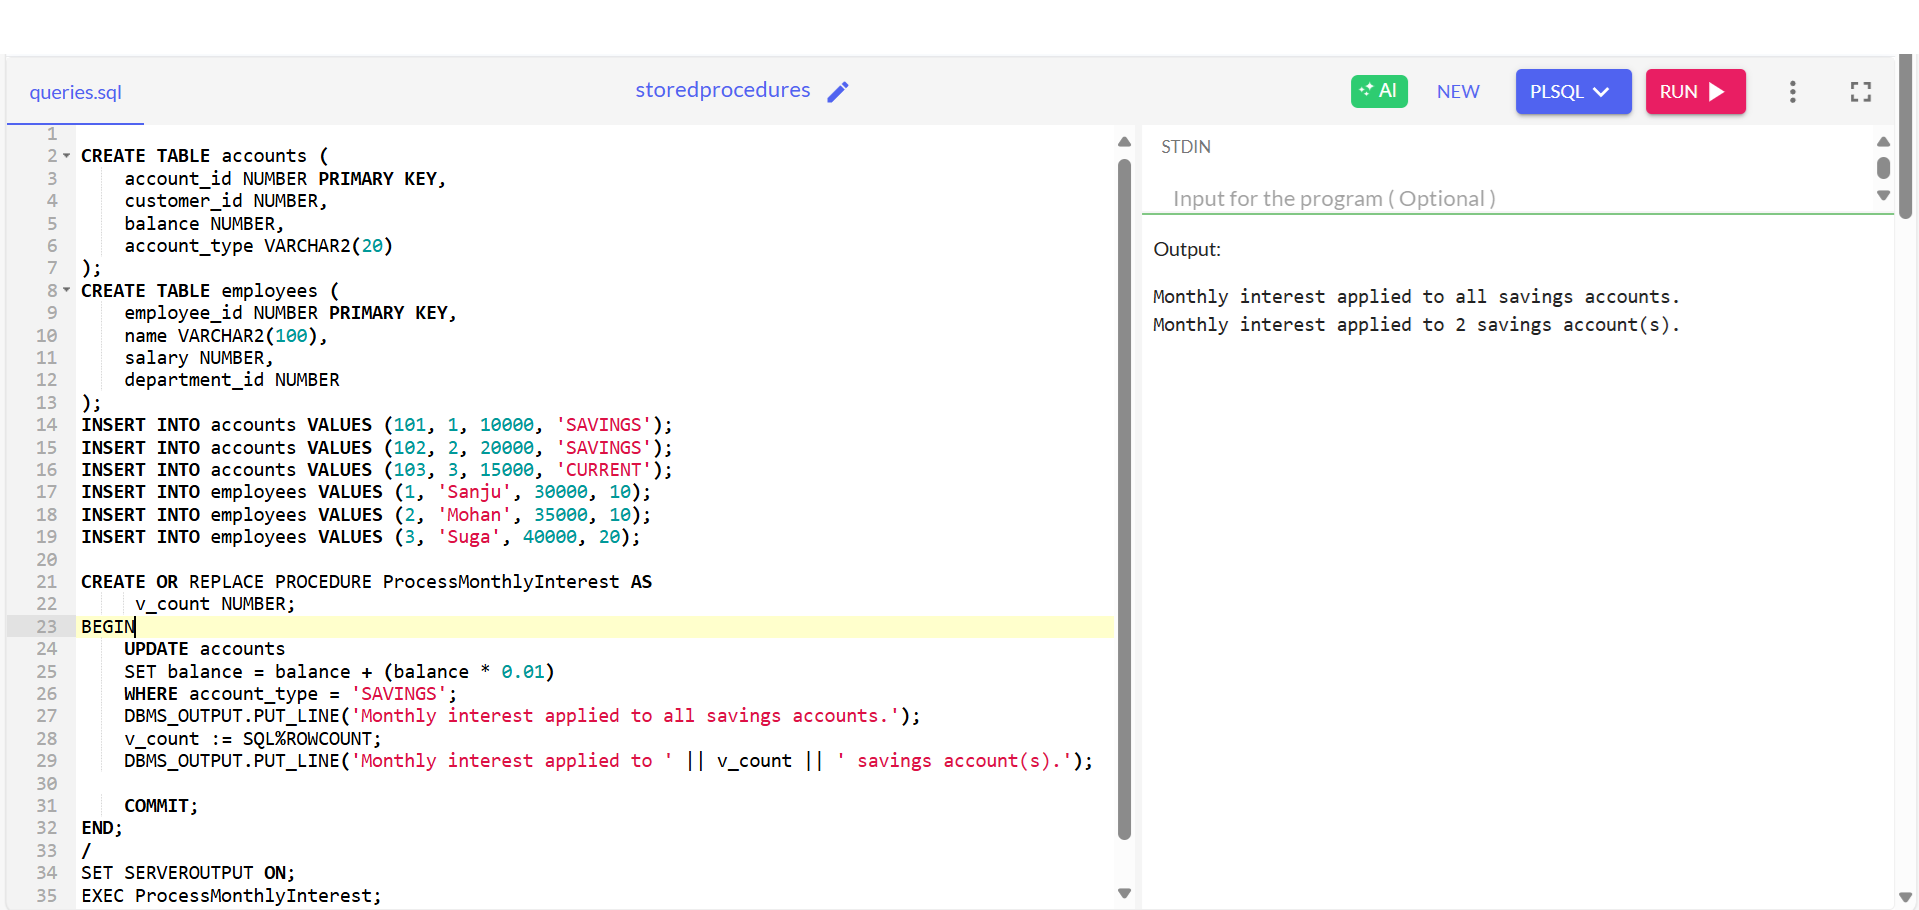 queries.sql
storedprocedures
AI
NEW
PLSQL
RUN
1
2 CREATE TABLE accounts (
3     account_id NUMBER PRIMARY KEY,
4     customer_id NUMBER,
5     balance NUMBER,
6     account_type VARCHAR2(20)
7 );
8 CREATE TABLE employees (
9     employee_id NUMBER PRIMARY KEY,
10     name VARCHAR2(100),
11     salary NUMBER,
12     department_id NUMBER
13 );
14 INSERT INTO accounts VALUES (101, 1, 10000, 'SAVINGS');
15 INSERT INTO accounts VALUES (102, 2, 20000, 'SAVINGS');
16 INSERT INTO accounts VALUES (103, 3, 15000, 'CURRENT');
17 INSERT INTO employees VALUES (1, 'Sanju', 30000, 10);
18 INSERT INTO employees VALUES (2, 'Mohan', 35000, 10);
19 INSERT INTO employees VALUES (3, 'Suga', 40000, 20);
20
21 CREATE OR REPLACE PROCEDURE ProcessMonthlyInterest AS
22      v_count NUMBER;
23 BEGIN
24     UPDATE accounts
25     SET balance = balance + (balance * 0.01)
26     WHERE account_type = 'SAVINGS';
27     DBMS_OUTPUT.PUT_LINE('Monthly interest applied to all savings accounts.');
28     v_count := SQL%ROWCOUNT;
29     DBMS_OUTPUT.PUT_LINE('Monthly interest applied to ' || v_count || ' savings account(s).');
30
31     COMMIT;
32 END;
33 /
34 SET SERVEROUTPUT ON;
35 EXEC ProcessMonthlyInterest;
STDIN
Input for the program ( Optional )
Output:
Monthly interest applied to all savings accounts.
Monthly interest applied to 2 savings account(s).